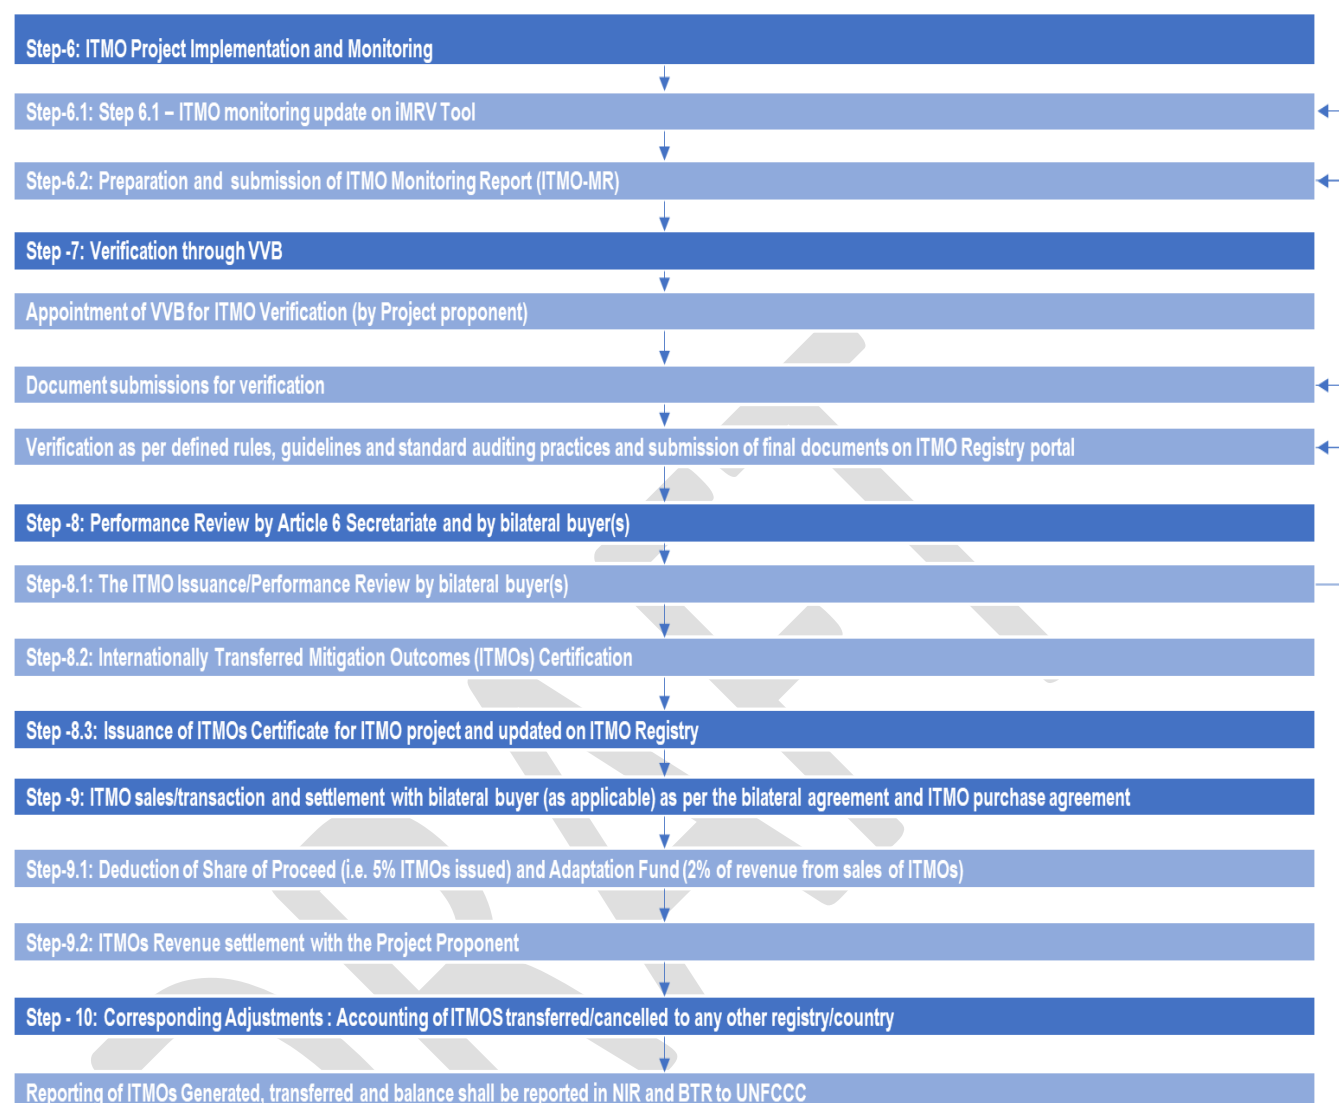 Step-6: ITMO Project Implementation and Monitoring
Step-6.1: Step 6.1 – ITMO monitoring update on iMRV Tool
Step-6.2: Preparation and submission of ITMO Monitoring Report (ITMO-MR)
Step -7: Verification through VVB
Appointment of VVB for ITMO Verification (by Project proponent)
Document submissions for verification
Verification as per defined rules, guidelines and standard auditing practices and submission of final documents on ITMO Registry portal
Step -8: Performance Review by Article 6 Secretariate and by bilateral buyer(s)
Step-8.1: The ITMO Issuance/Performance Review by bilateral buyer(s)
Step-8.2: Internationally Transferred Mitigation Outcomes (ITMOs) Certification
Step -8.3: Issuance of ITMOs Certificate for ITMO project and updated on ITMO Registry
Step -9: ITMO sales/transaction and settlement with bilateral buyer (as applicable) as per the bilateral agreement and ITMO purchase agreement
Step-9.1: Deduction of Share of Proceed (i.e. 5% ITMOs issued) and Adaptation Fund (2% of revenue from sales of ITMOs)
Step-9.2: ITMOs Revenue settlement with the Project Proponent
Step - 10: Corresponding Adjustments : Accounting of ITMOS transferred/cancelled to any other registry/country
Reporting of ITMOs Generated, transferred and balance shall be reported in NIR and BTR to UNFCCC